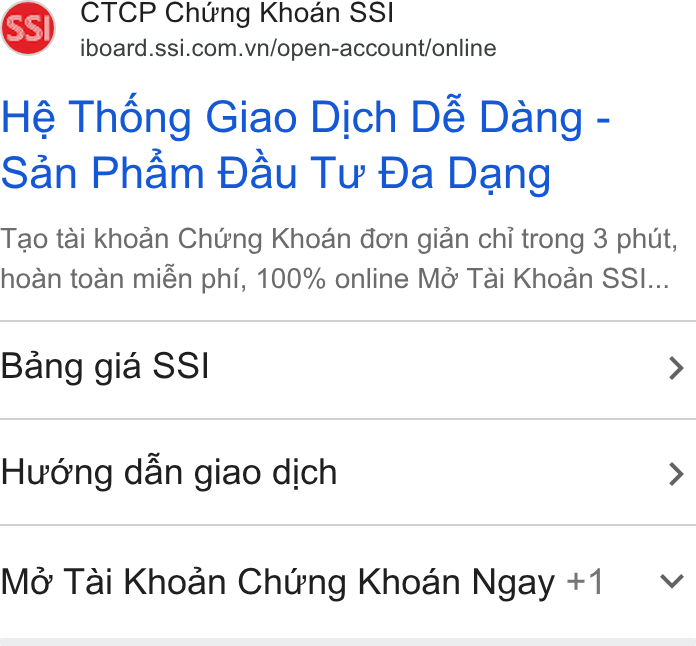 SSI
CTCP Chứng Khoán SSI
iboard.ssi.com.vn/open-account/online
Hệ Thống Giao Dịch Dễ Dàng -
Sản Phẩm Đầu Tư Đa Dạng
Tạo tài khoản Chứng Khoán đơn giản chỉ trong 3 phút,
hoàn toàn miễn phí, 100% online Mở Tài Khoản SSI...
Bảng giá SSI
Hướng dẫn giao dịch
Mở Tài Khoản Chứng Khoán Ngay +1